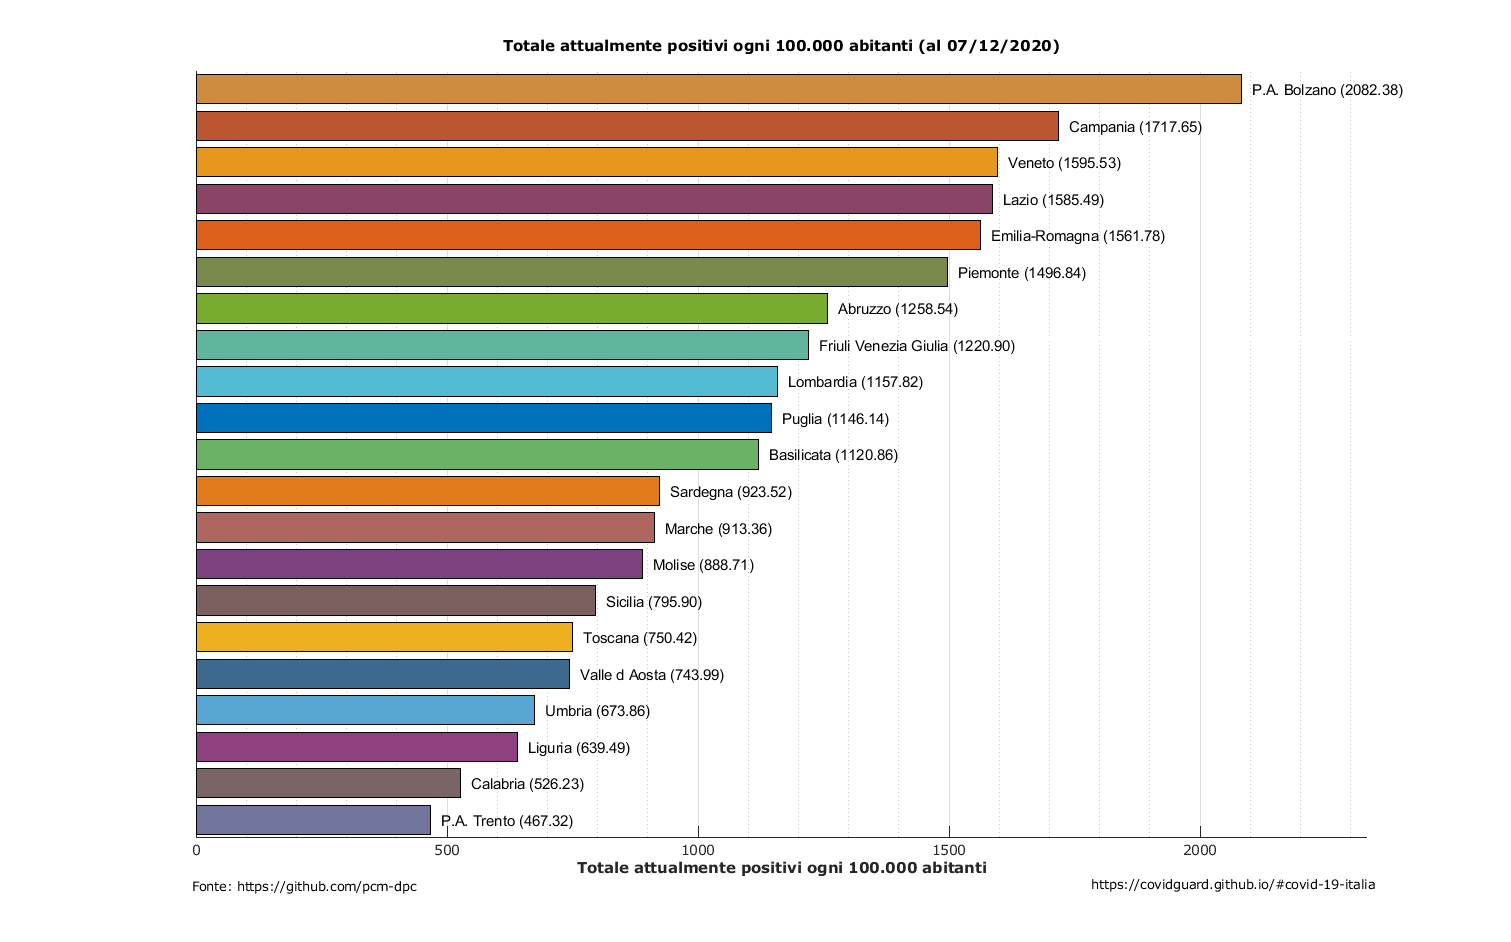 Totale attualmente positivi ogni 100.000 abitanti (al 07/12/2020)
P.A. Bolzano (2082.38)
Campania (1717.65)
Veneto (1595.53)
Lazio (1585.49)
Emilia-Romagna (1561.78)
Piemonte (1496.84)
Abruzzo (1258.54)
Friuli Venezia Giulia (1220.90)
Lombardia (1157.82)
Puglia (1146.14)
Basilicata (1120.86)
Sardegna (923.52)
Marche (913.36)
Molise (888.71)
Sicilia (795.90)
Toscana (750.42)
Valle d Aosta (743.99)
Umbria (673.86)
Liguria (639.49)
Calabria (526.23)
P.A. Trento (467.32)
0 500 1000 1500 2000
Totale attualmente positivi ogni 100.000 abitanti
Fonte: https://github.com/pcm-dpc
https://covidguard.github.io/#covid-19-italia